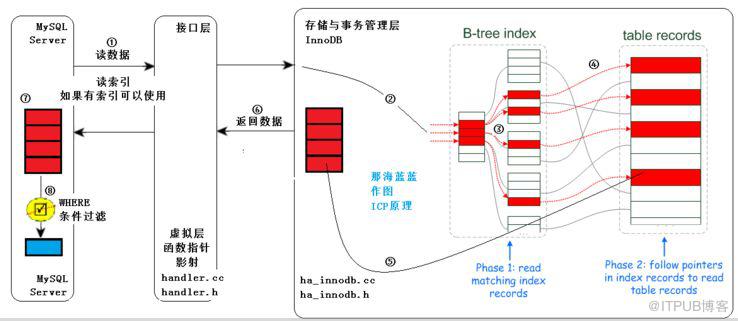 MySQL
Server
①
读数据
读索引
如果有索引可以使用
⑦
⑧
WHERE
条件过滤
MySQL
Server
接口层
⑥
返回数据
虚拟层
函数指针
影射
handler.cc
handler.h
存储与事务管理层
InnoDB
②
③
④
⑤
那海蓝蓝
作图
ICP原理
ha_innodb.cc
ha_innodb.h
B-tree index
table records
Phase 1: read
matching index
records
Phase 2: follow pointers
in index records to read
table records
@ITPUB博客